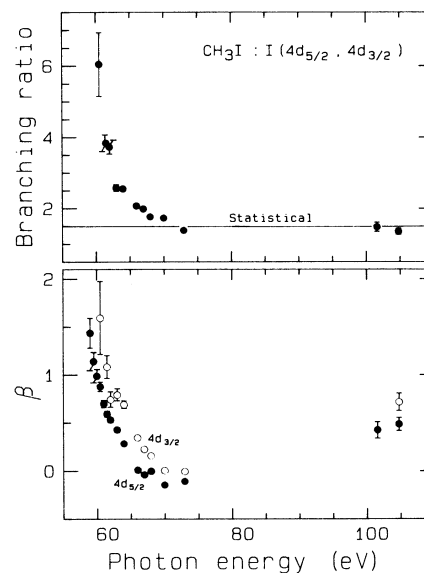 CH₃I : I (4d₅/₂ , 4d₃/₂)
Branching ratio
6
4
2
Statistical
2
1
0
β
4d₃/₂
4d₅/₂
60
80
100
Photon energy (eV)